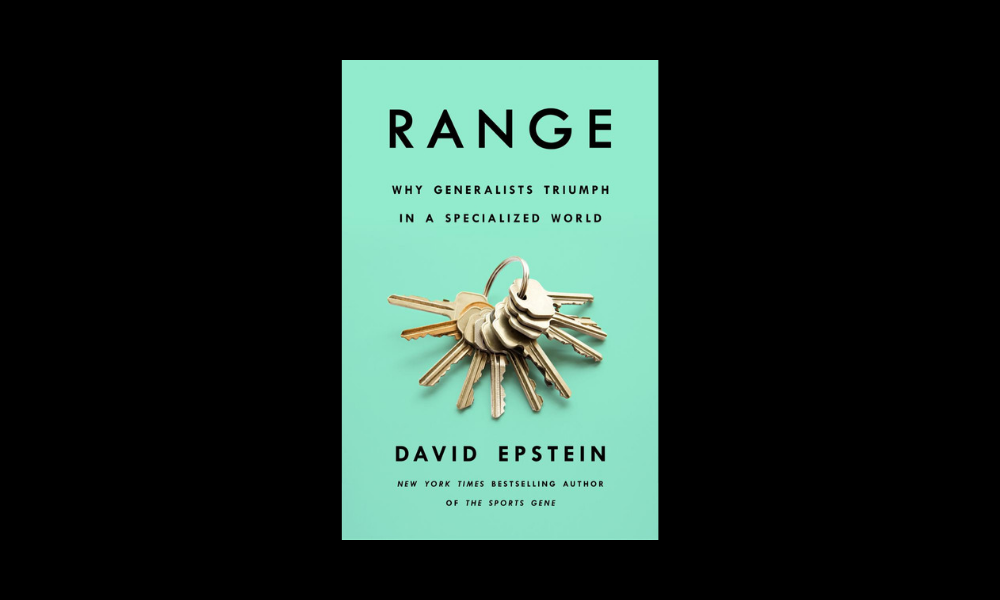 RANGE
WHY GENERALISTS TRIUMPH
IN A SPECIALIZED WORLD
DAVID EPSTEIN
NEW YORK TIMES BESTSELLING AUTHOR
OF THE SPORTS GENE